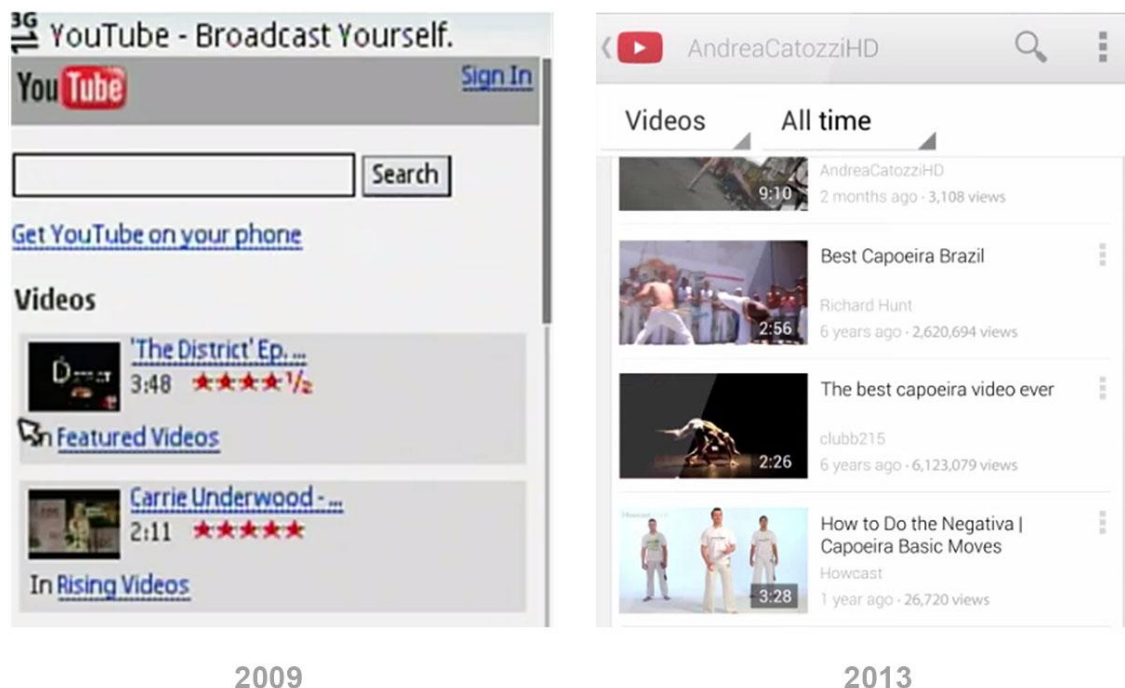 3G
YouTube - Broadcast Yourself.
YouTube
Sign In
Search
Get YouTube on your phone
Videos
'The District' Ep. ...
3:48
1/2
In Featured Videos
Carrie Underwood - ...
2:11
In Rising Videos
2009
AndreaCatozziHD
Videos
All time
9:10
AndreaCatozziHD
2 months ago · 3,108 views
2:56
Best Capoeira Brazil
Richard Hunt
6 years ago · 2,620,694 views
2:26
The best capoeira video ever
clubb215
6 years ago · 6,123,079 views
3:28
How to Do the Negativa |
Capoeira Basic Moves
Howcast
1 year ago · 26,720 views
2013